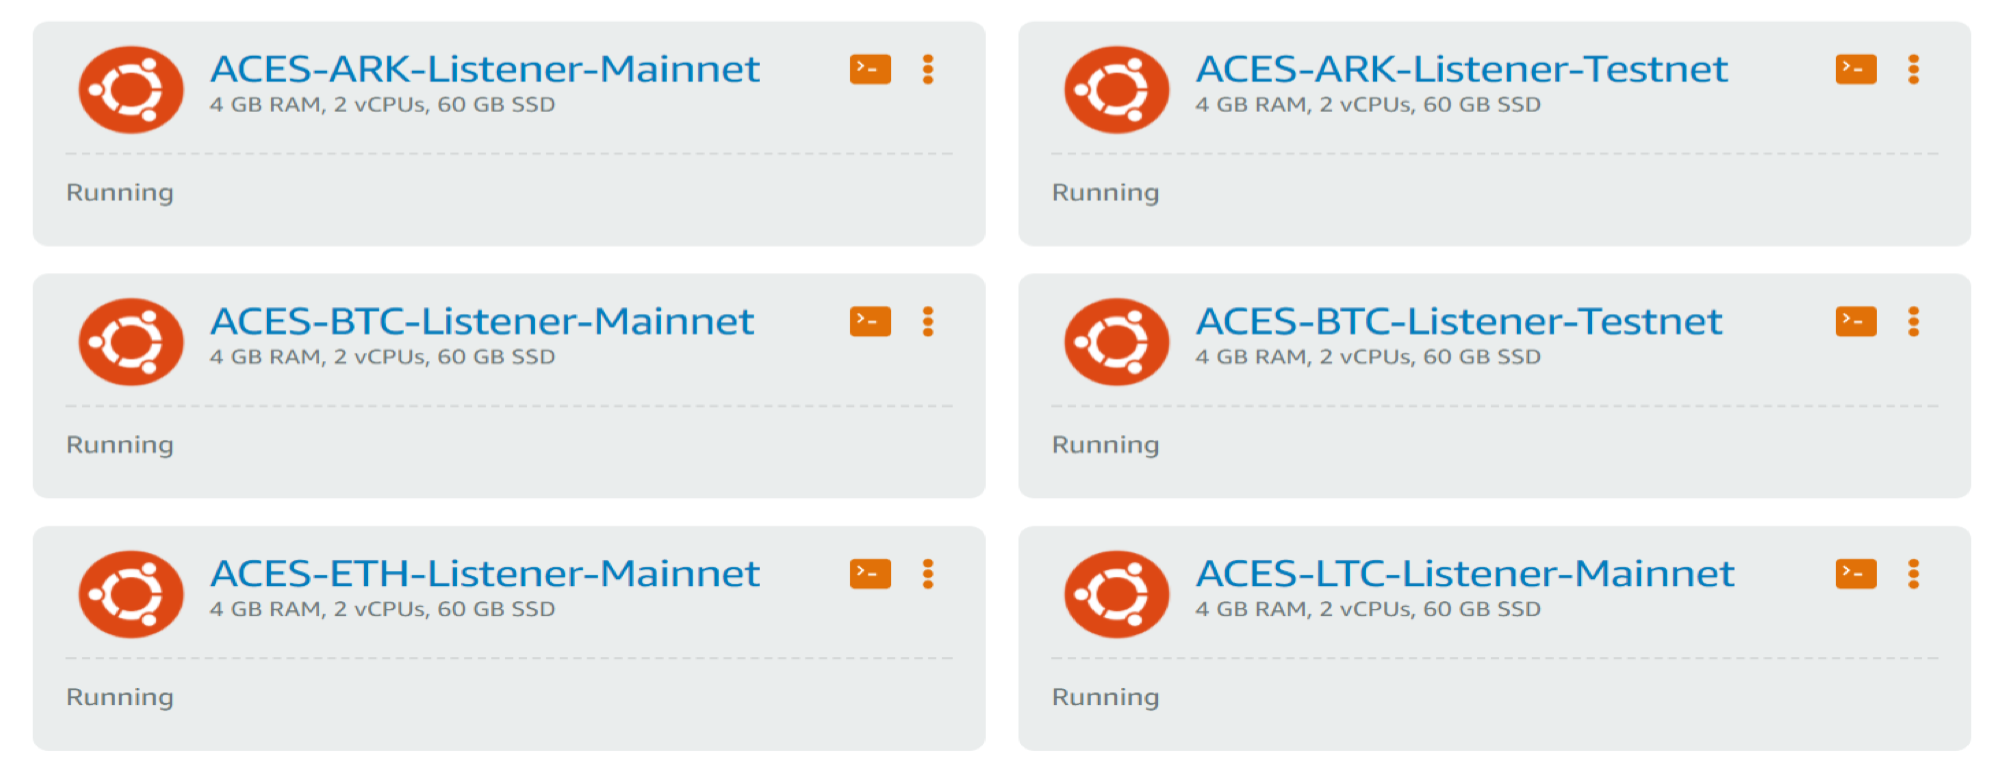 ACES-ARK-Listener-Mainnet
4 GB RAM, 2 vCPUs, 60 GB SSD
Running
ACES-ARK-Listener-Testnet
4 GB RAM, 2 vCPUs, 60 GB SSD
Running
ACES-BTC-Listener-Mainnet
4 GB RAM, 2 vCPUs, 60 GB SSD
Running
ACES-BTC-Listener-Testnet
4 GB RAM, 2 vCPUs, 60 GB SSD
Running
ACES-ETH-Listener-Mainnet
4 GB RAM, 2 vCPUs, 60 GB SSD
Running
ACES-LTC-Listener-Mainnet
4 GB RAM, 2 vCPUs, 60 GB SSD
Running